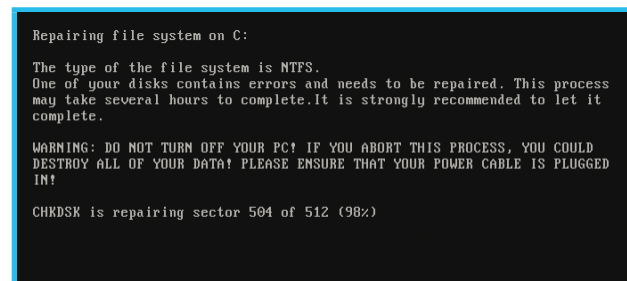 Repairing file system on C:
The type of the file system is NTFS.
One of your disks contains errors and needs to be repaired. This process
may take several hours to complete.It is strongly recommended to let it
complete.
WARNING: DO NOT TURN OFF YOUR PC! IF YOU ABORT THIS PROCESS, YOU COULD
DESTROY ALL OF YOUR DATA! PLEASE ENSURE THAT YOUR POWER CABLE IS PLUGGED
IN!
CHKDSK is repairing sector 504 of 512 (98%)